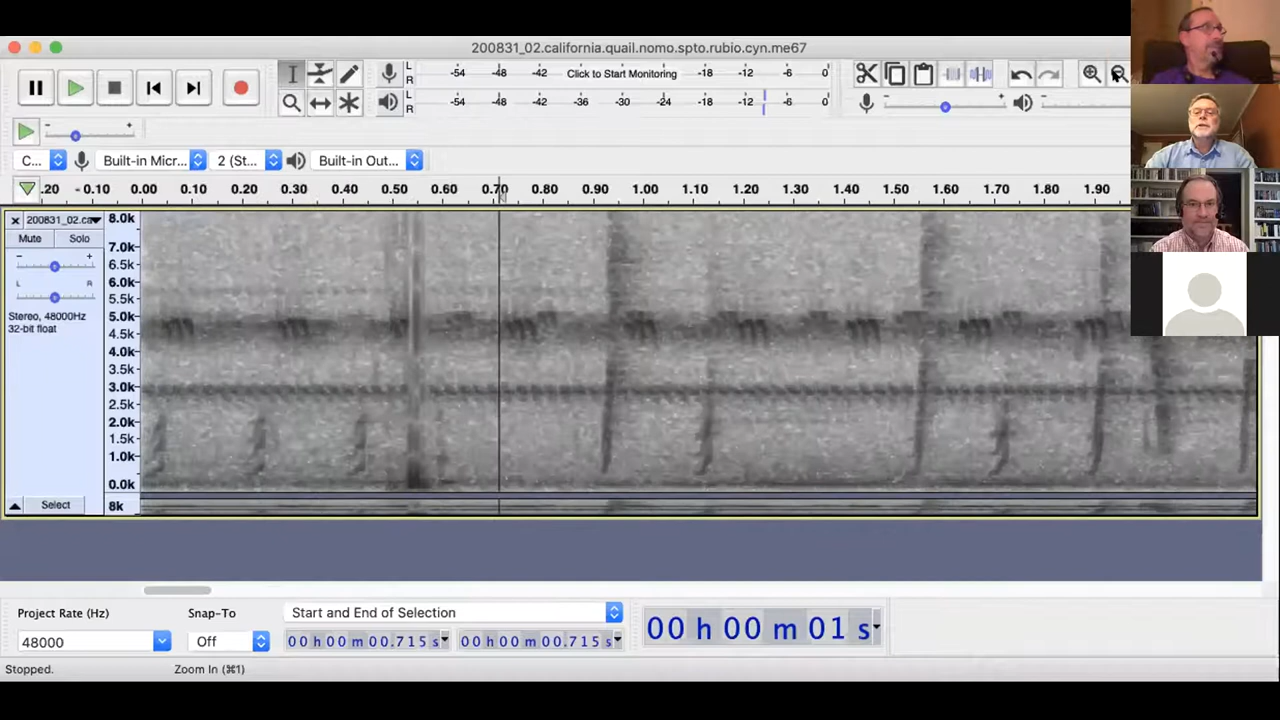 200831_02.california.quail.nomo.spto.rubio.cyn.me67
L -54 -48 -42 Click to Start Monitoring -18 -12 -6 0
R
L -54 -48 -42 -36 -30 -24 -18 -12 -6 0
R
- +
- +
C... Built-in Micr... 2 (St... Built-in Out...
.20 -0.10 0.00 0.10 0.20 0.30 0.40 0.50 0.60 0.70 0.80 0.90 1.00 1.10 1.20 1.30 1.40 1.50 1.60 1.70 1.80 1.90
200831_02.ca
Mute Solo
- +
L R
Stereo, 48000Hz
32-bit float
Select
8.0k
7.0k
6.5k
6.0k
5.5k
5.0k
4.5k
4.0k
3.5k
3.0k
2.5k
2.0k
1.5k
1.0k
0.0k
8k
Project Rate (Hz) Snap-To Start and End of Selection
48000 Off 00 h 00 m 00.715 s 00 h 00 m 00.715 s
00 h 00 m 01 s
Stopped. Zoom In (⌘1)